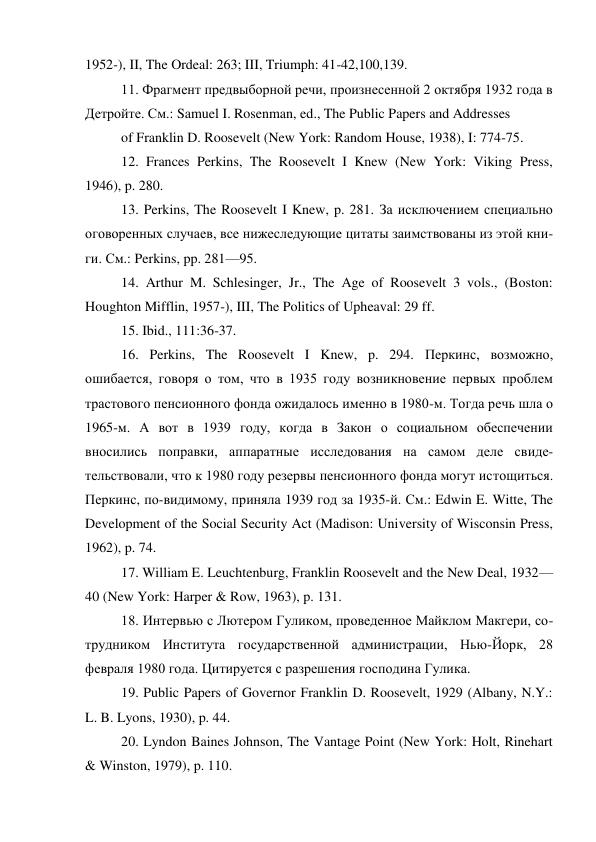 1952-), II, The Ordeal: 263; III, Triumph: 41-42,100,139.
11. Фрагмент предвыборной речи, произнесенной 2 октября 1932 года в
Детройте. См.: Samuel I. Rosenman, ed., The Public Papers and Addresses
of Franklin D. Roosevelt (New York: Random House, 1938), I: 774-75.
12. Frances Perkins, The Roosevelt I Knew (New York: Viking Press,
1946), p. 280.
13. Perkins, The Roosevelt I Knew, p. 281. За исключением специально
оговоренных случаев, все нижеследующие цитаты заимствованы из этой кни-
ги. См.: Perkins, pp. 281—95.
14. Arthur M. Schlesinger, Jr., The Age of Roosevelt 3 vols., (Boston:
Houghton Mifflin, 1957-), III, The Politics of Upheaval: 29 ff.
15. Ibid., 111:36-37.
16. Perkins, The Roosevelt I Knew, p. 294. Перкинс, возможно,
ошибается, говоря о том, что в 1935 году возникновение первых проблем
трастового пенсионного фонда ожидалось именно в 1980-м. Тогда речь шла о
1965-м. А вот в 1939 году, когда в Закон о социальном обеспечении
вносились поправки, аппаратные исследования на самом деле свиде-
тельствовали, что к 1980 году резервы пенсионного фонда могут истощиться.
Перкинс, по-видимому, приняла 1939 год за 1935-й. См.: Edwin E. Witte, The
Development of the Social Security Act (Madison: University of Wisconsin Press,
1962), p. 74.
17. William E. Leuchtenburg, Franklin Roosevelt and the New Deal, 1932—
40 (New York: Harper & Row, 1963), p. 131.
18. Интервью с Лютером Гуликом, проведенное Майклом Макгери, со-
трудником Института государственной администрации, Нью-Йорк, 28
февраля 1980 года. Цитируется с разрешения господина Гулика.
19. Public Papers of Governor Franklin D. Roosevelt, 1929 (Albany, N.Y.:
L. B. Lyons, 1930), p. 44.
20. Lyndon Baines Johnson, The Vantage Point (New York: Holt, Rinehart
& Winston, 1979), p. 110.